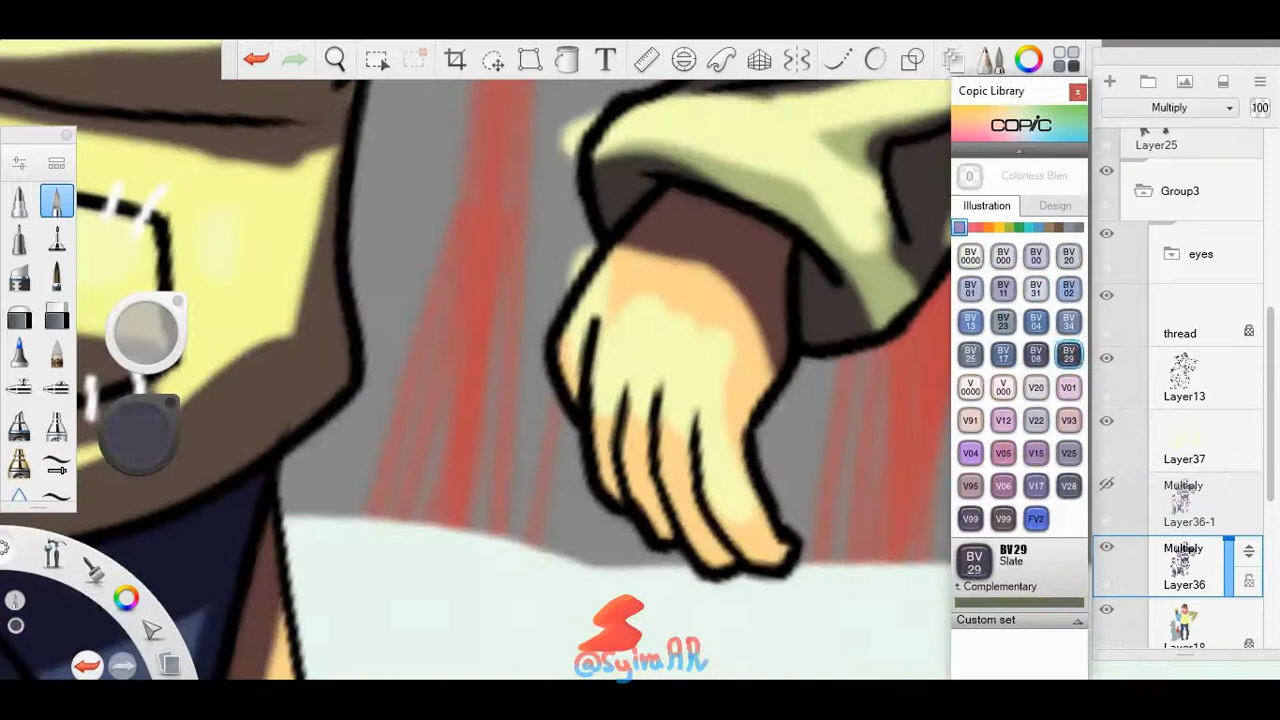 T
Copic Library
x
COPIC
0 Colorless Blen
Illustration Design
BV 0000 BV 000 BV 00 BV 20
BV 01 BV 11 BV 31 BV 02
BV 13 BV 23 BV 04 BV 34
BV 25 BV 17 BV 08 BV 29
V 0000 V 000 V20 V01
V91 V12 V22 V93
V04 V05 V15 V25
V95 V06 V17 V28
V99 V99 FV2
BV 29 BV29
Slate
1. Complementary
Custom set
Multiply 100
Layer25
Group3
eyes
thread
Layer13
Layer37
Multiply
Layer36-1
Multiply
Layer36
Layer18
S